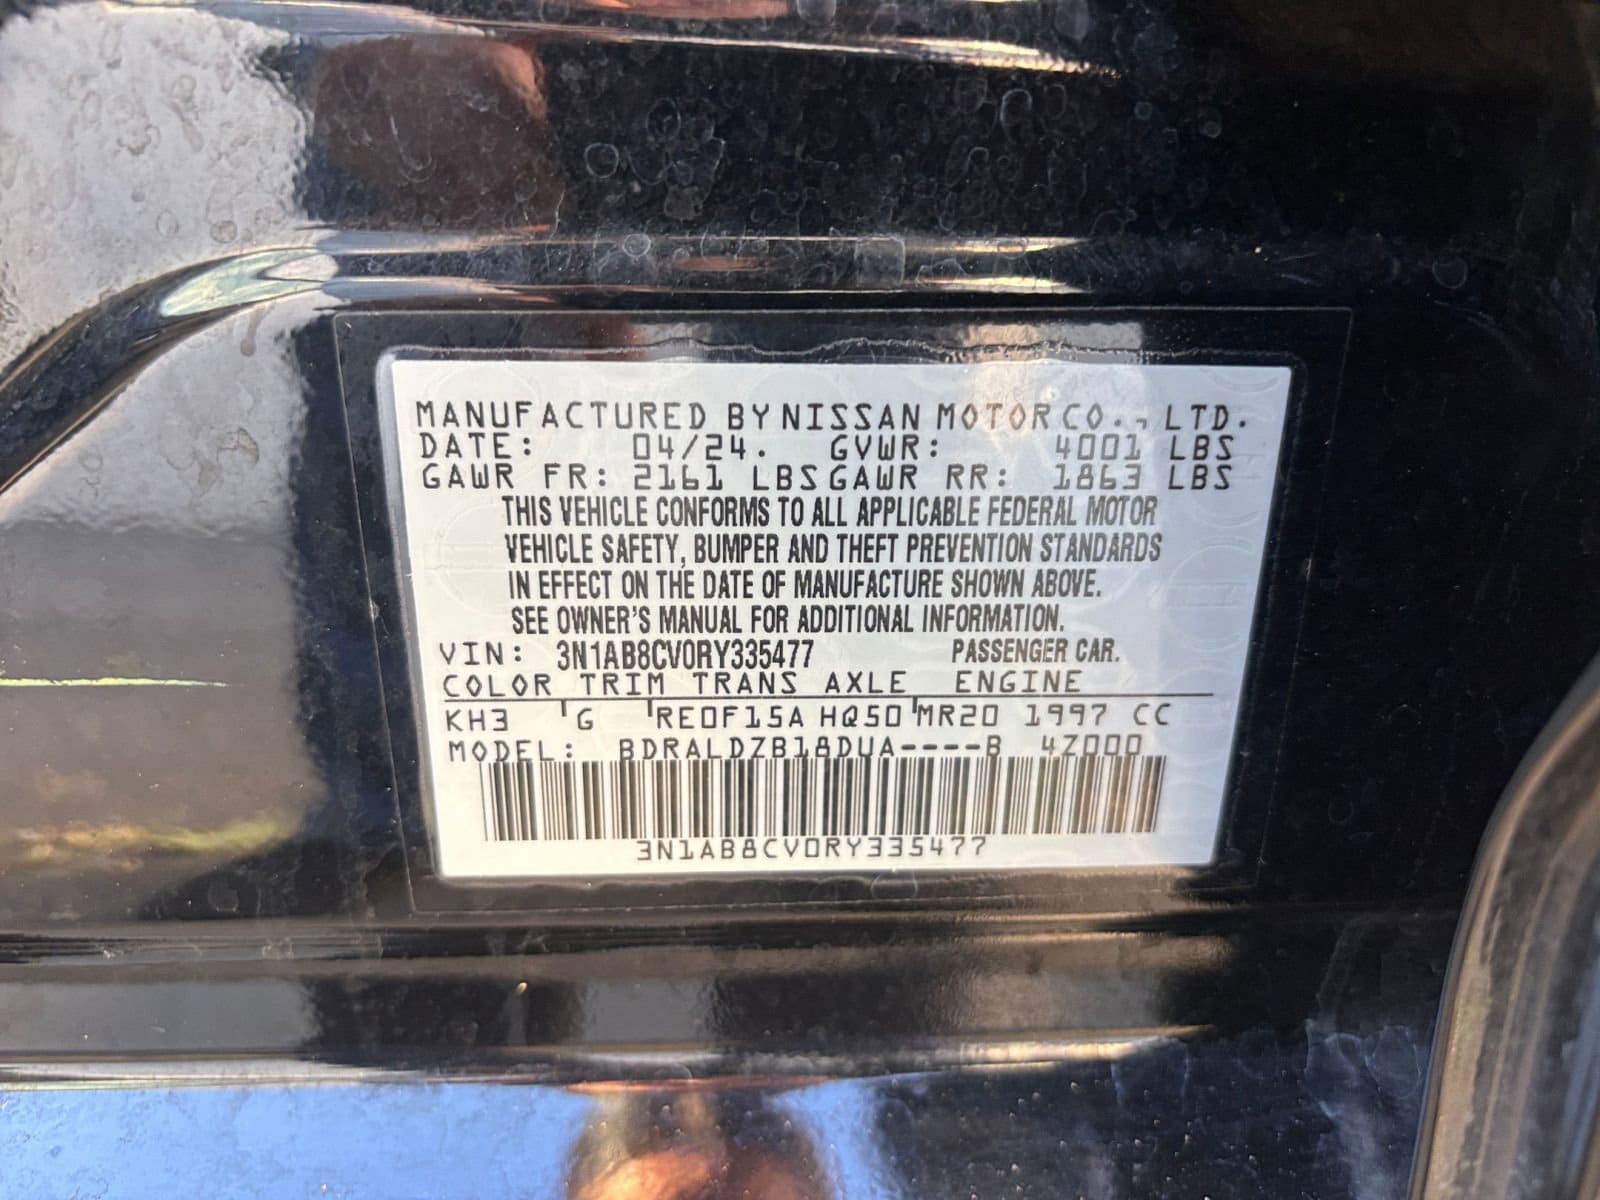 MANUFACTURED BY NISSAN MOTOR CO., LTD.
DATE: 04/24. GVWR: 4001 LBS
GAWR FR: 2161 LBS GAWR RR: 1863 LBS
THIS VEHICLE CONFORMS TO ALL APPLICABLE FEDERAL MOTOR
VEHICLE SAFETY, BUMPER AND THEFT PREVENTION STANDARDS
IN EFFECT ON THE DATE OF MANUFACTURE SHOWN ABOVE.
SEE OWNER'S MANUAL FOR ADDITIONAL INFORMATION.
VIN: 3N1AB8CV0RY335477 PASSENGER CAR.
COLOR TRIM TRANS AXLE ENGINE
KH3 G RE0F15A HQ50 MR20 1997 CC
MODEL: BDRALDZB18DUA----B 4Z000
3N1AB8CV0RY335477